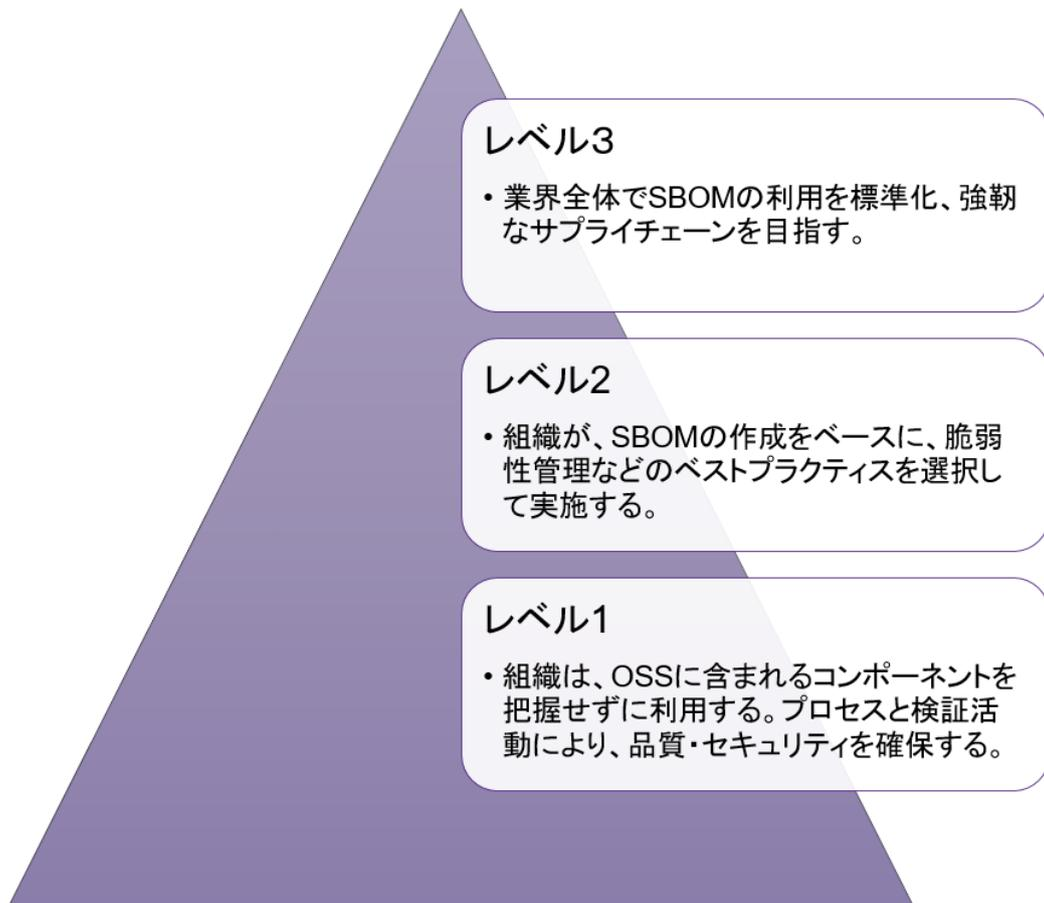 レベル3
• 業界全体でSBOMの利用を標準化、強靭
なサプライチェーンを目指す。
レベル2
• 組織が、SBOMの作成をベースに、脆弱
性管理などのベストプラクティスを選択し
て実施する。
レベル1
• 組織は、OSSに含まれるコンポーネントを
把握せずに利用する。プロセスと検証活
動により、品質・セキュリティを確保する。